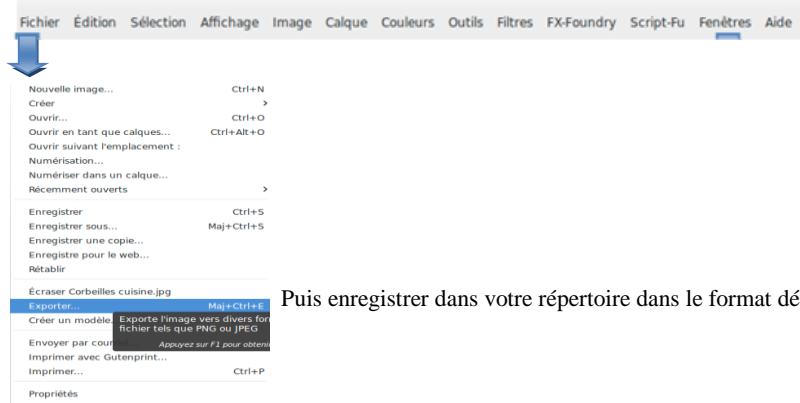 Fichier Édition Sélection Affichage Image Calque Couleurs Outils Filtres FX-Foundry Script-Fu Fenêtres Aide
Nouvelle image... Ctrl+N
Créer >
Ouvrir... Ctrl+O
Ouvrir en tant que calques... Ctrl+Alt+O
Ouvrir suivant l'emplacement :
Numérisation...
Numériser dans un calque...
Récemment ouverts >
Enregistrer Ctrl+S
Enregistrer sous... Maj+Ctrl+S
Enregistrer une copie...
Enregistre pour le web...
Rétablir
Écraser Corbeilles cuisine.jpg
Exporter... Maj+Ctrl+E
Puis enregistrer dans votre répertoire dans le format dé
Créer un modèle
Exporte l'image vers divers for
fichier tels que PNG ou JPEG
Appuyez sur F1 pour obteni
Envoyer par cour
Imprimer avec Gutenprint...
Imprimer... Ctrl+P
Propriétés